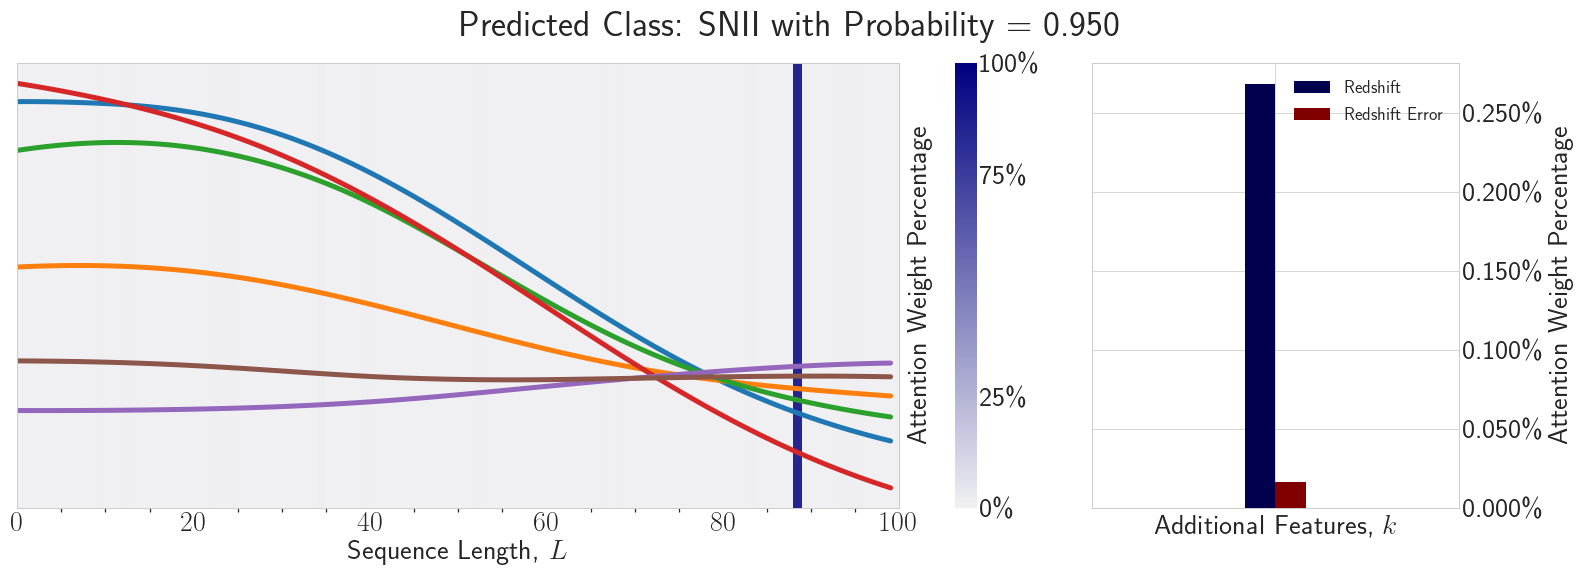 Predicted Class: SNII with Probability = 0.950
0
20
40
60
80
100
Sequence Length, L
100%
75%
25%
0%
Attention Weight Percentage
Redshift
Redshift Error
0.250%
0.200%
0.150%
0.100%
0.050%
0.000%
Attention Weight Percentage
Additional Features, k